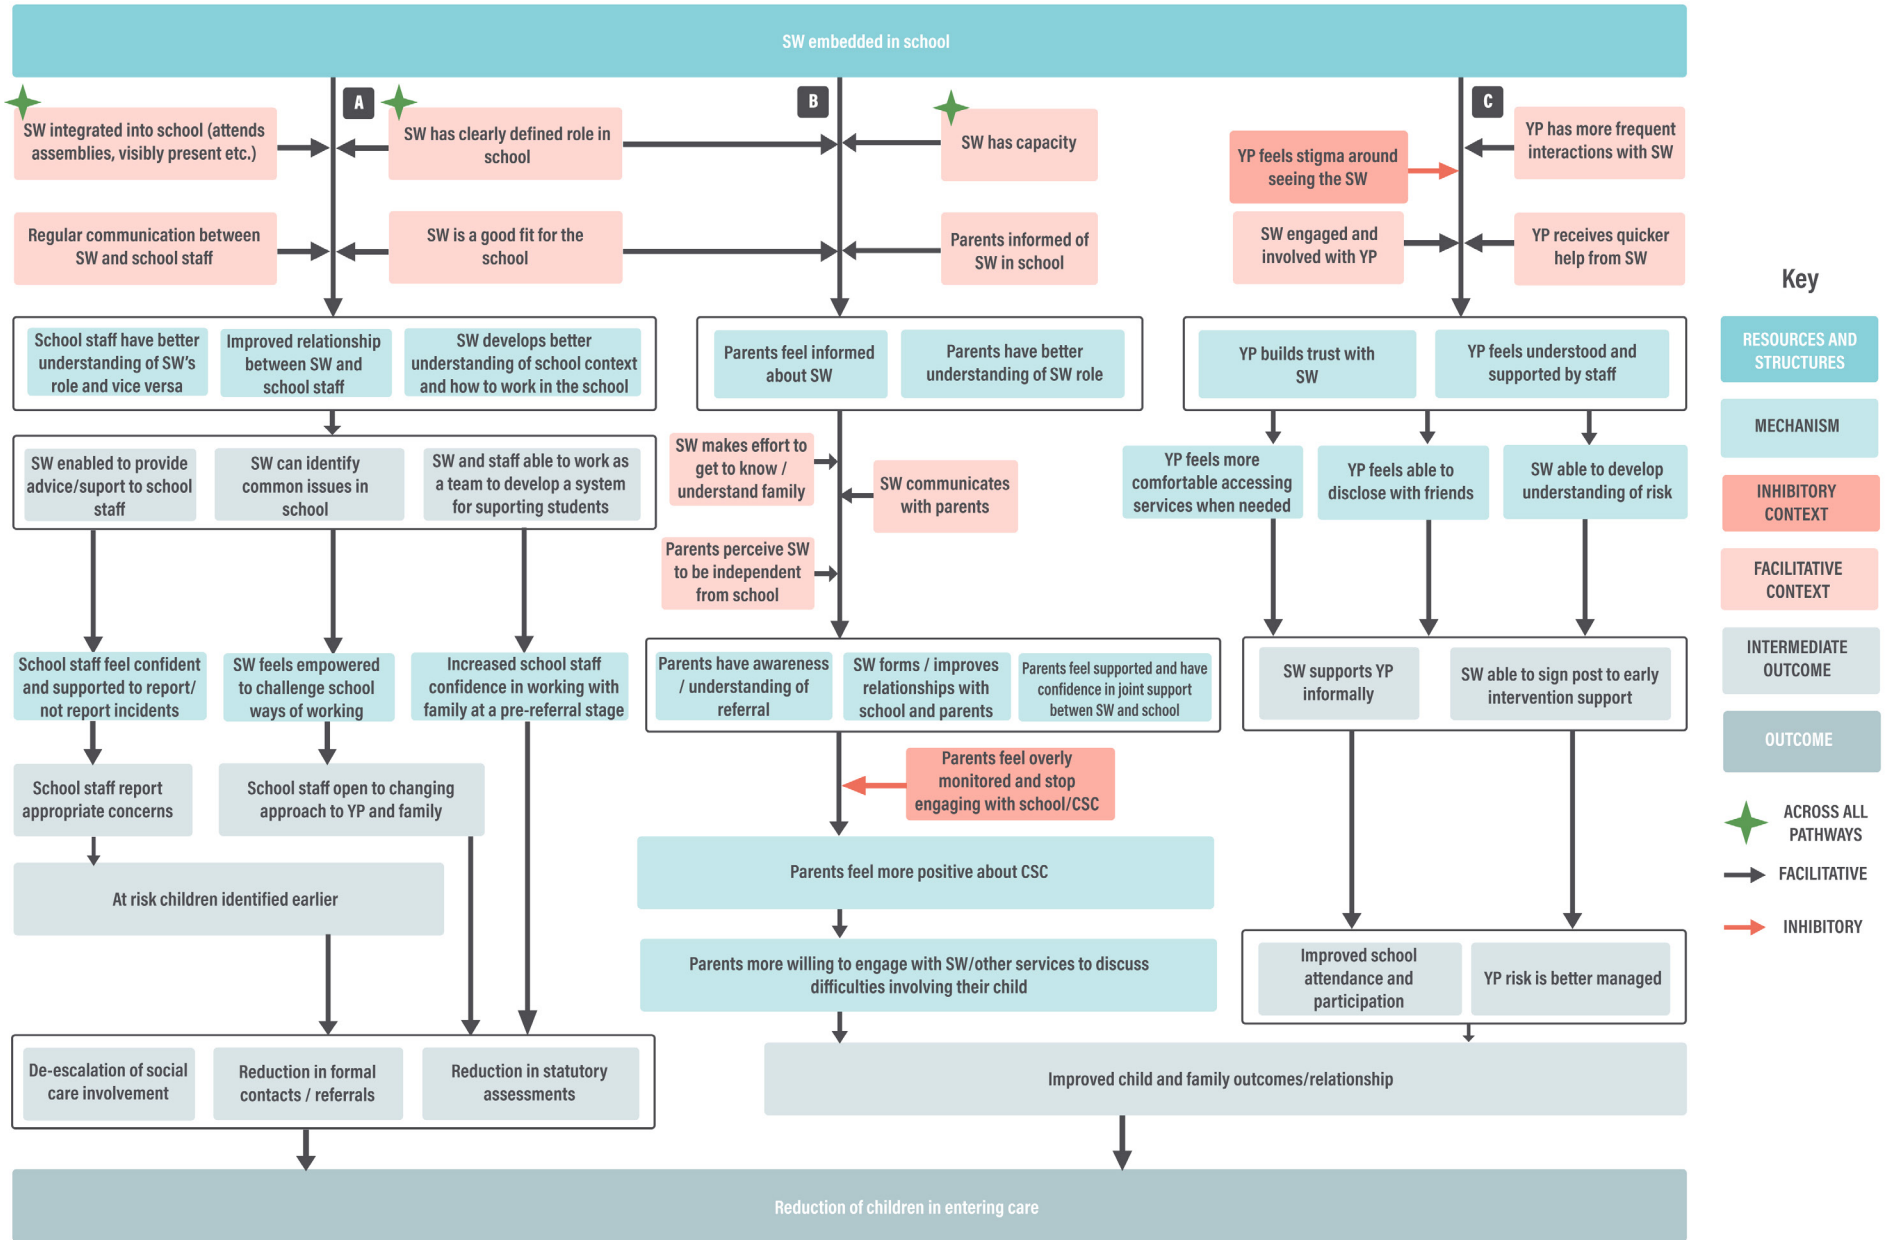 SW embedded in school
A
B
C
SW integrated into school (attends
assemblies, visibly present etc.)
SW has clearly defined role in
school
SW has capacity
YP feels stigma around
seeing the SW
YP has more frequent
interactions with SW
Regular communication between
SW and school staff
SW is a good fit for the
school
Parents informed of
SW in school
SW engaged and
involved with YP
YP receives quicker
help from SW
School staff have better
understanding of SW's
role and vice versa
Improved relationship
between SW and
school staff
SW develops better
understanding of school context
and how to work in the school
Parents feel informed
about SW
Parents have better
understanding of SW role
YP builds trust with
SW
YP feels understood and
supported by staff
SW enabled to provide
advice/suport to school
staff
SW can identify
common issues in
school
SW and staff able to work as
a team to develop a system
for suporting students
SW makes effort to
get to know /
understand family
SW communicates
with parents
Parents perceive SW
to be independent
from school
YP feels more
comfortable accessing
services when needed
YP feels able to
disclose with friends
SW able to develop
understanding of risk
School staff feel confident
and supported to report/
not report incidents
SW feels empowered
to challenge school
ways of working
Increased school staff
confidence in working with
family at a pre-referral stage
Parents have awareness
/ understanding of
referral
SW forms / improves
relationships with
school and parents
Parents feel supported and have
confidence in joint support
betwen SW and school
SW supports YP
informally
SW able to sign post to early
intervention support
School staff report
appropriate concerns
School staff open to changing
approach to YP and family
Parents feel overly
monitored and stop
engaging with school/CSC
At risk children identified earlier
Parents feel more positive about CSC
Parents more willing to engage with SW/other services to discuss
difficulties involving their child
Improved school
attendance and
participation
YP risk is better managed
De-escalation of social
care involvement
Reduction in formal
contacts / referrals
Reduction in statutory
assessments
Improved child and family outcomes/relationship
Reduction of children in entering care
Key
RESOURCES AND
STRUCTURES
MECHANISM
INHIBITORY
CONTEXT
FACILITATIVE
CONTEXT
INTERMEDIATE
OUTCOME
OUTCOME
ACROSS ALL
PATHWAYS
FACILITATIVE
INHIBITORY